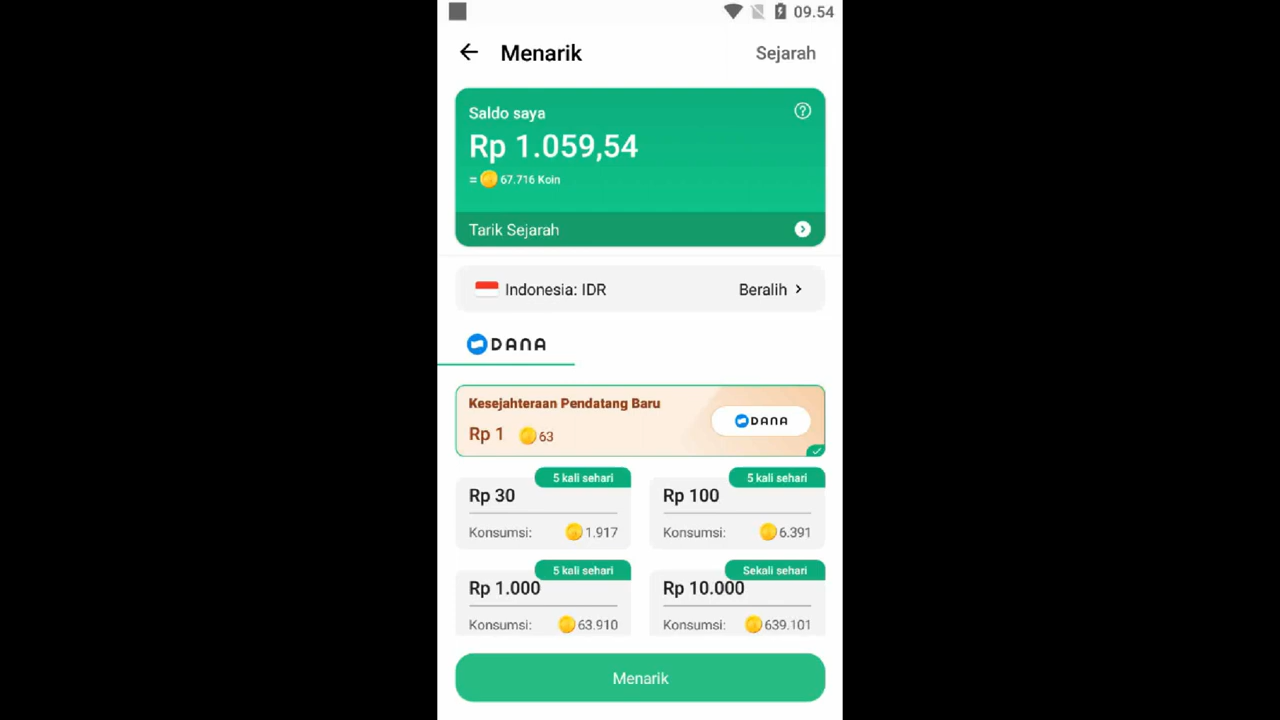 09.54
Menarik Sejarah
Saldo saya
Rp 1.059,54
= 67.716 Koin
Tarik Sejarah
Indonesia: IDR Beralih
DANA
Kesejahteraan Pendatang Baru
Rp 1 63
DANA
5 kali sehari
Rp 30
Konsumsi: 1.917
5 kali sehari
Rp 100
Konsumsi: 6.391
5 kali sehari
Rp 1.000
Konsumsi: 63.910
Sekali sehari
Rp 10.000
Konsumsi: 639.101
Menarik